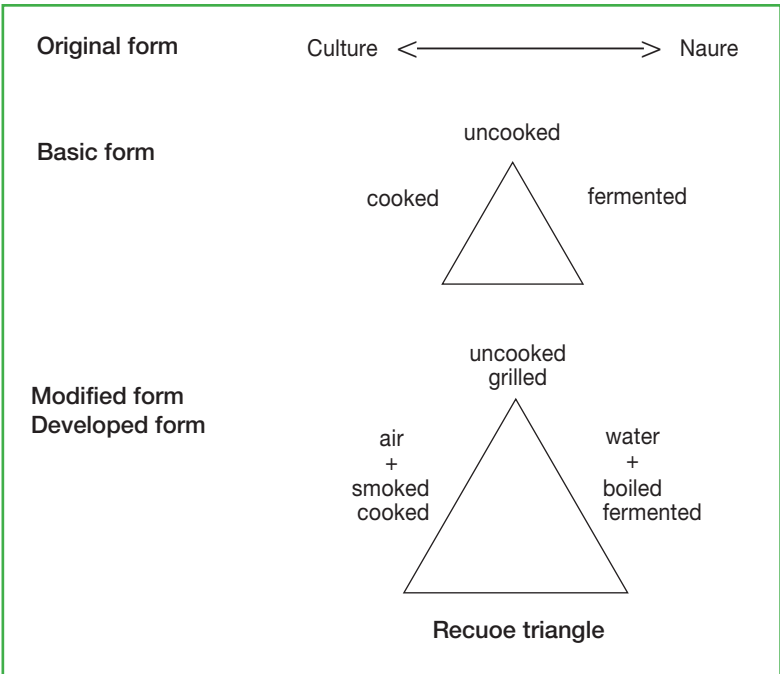 Original form
Culture Naure
Basic form
uncooked
cooked
fermented
Modified form
Developed form
uncooked
grilled
air
+
smoked
cooked
water
+
boiled
fermented
Recuoe triangle